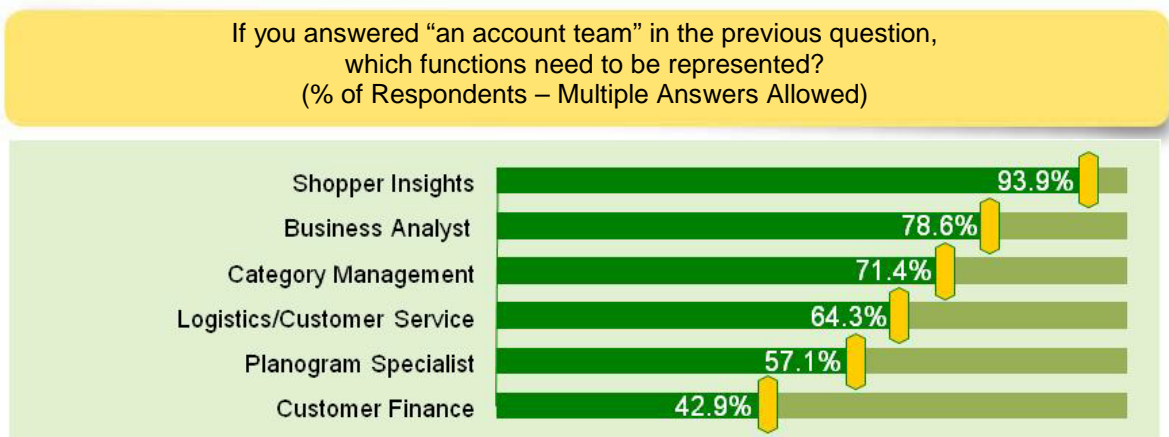 If you answered “an account team” in the previous question,
which functions need to be represented?
(% of Respondents – Multiple Answers Allowed)
Shopper Insights 93.9%
Business Analyst 78.6%
Category Management 71.4%
Logistics/Customer Service 64.3%
Planogram Specialist 57.1%
Customer Finance 42.9%